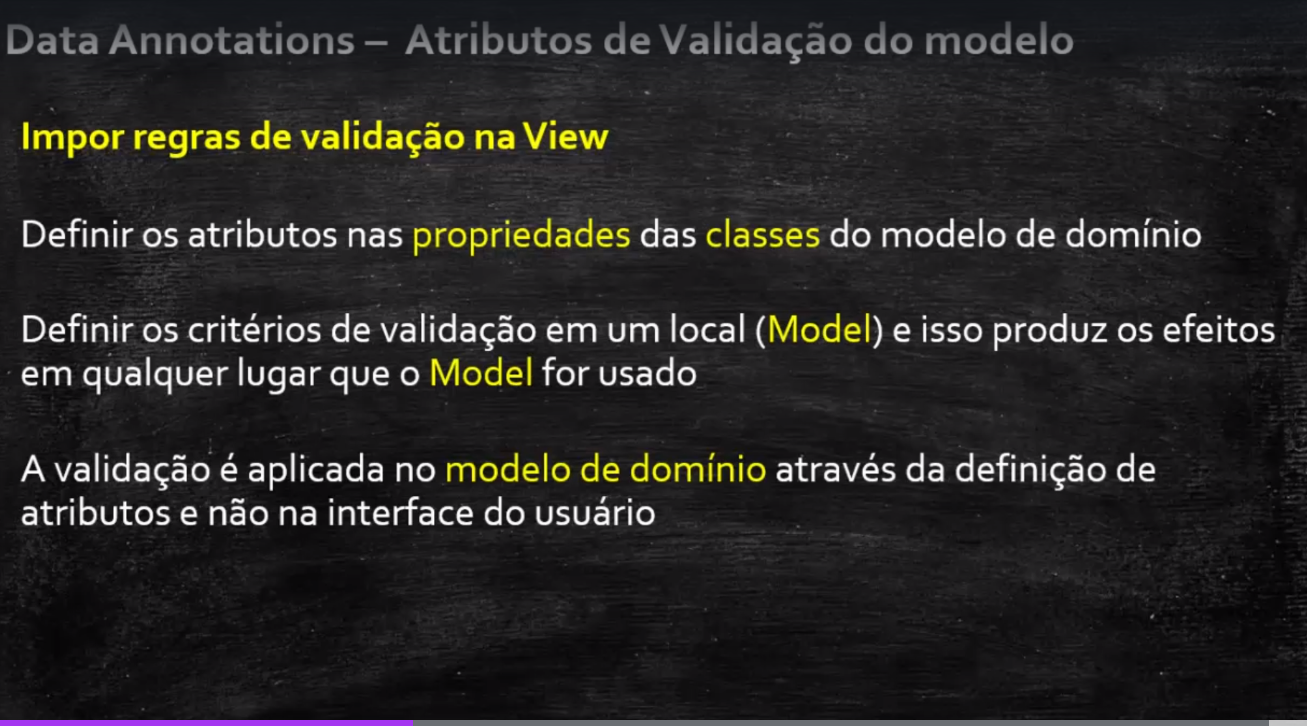 Data Annotations – Atributos de Validação do modelo
Impor regras de validação na View
Definir os atributos nas propriedades das classes do modelo de domínio
Definir os critérios de validação em um local (Model) e isso produz os efeitos
em qualquer lugar que o Model for usado
A validação é aplicada no modelo de domínio através da definição de
atributos e não na interface do usuário